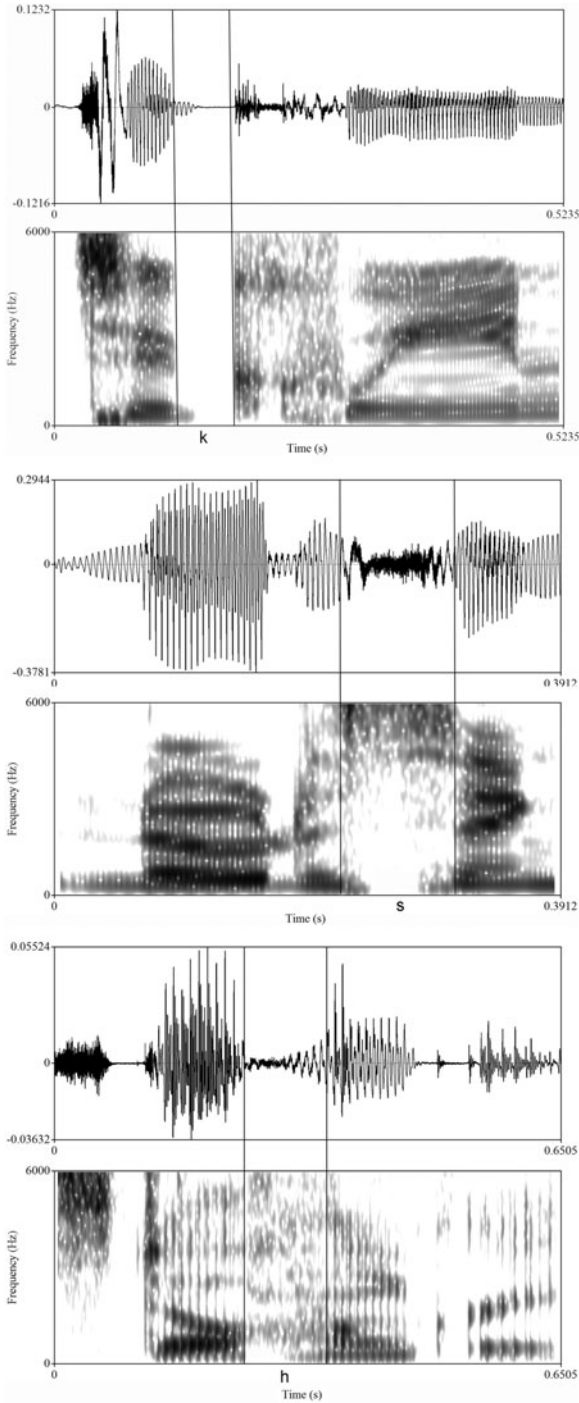 0.1232
0
-0.1216
0 0.5235
6000
Frequency (Hz)
0
0 k 0.5235
Time (s)
0.2944
0
-0.3781
0 0.3912
6000
Frequency (Hz)
0
0 s 0.3912
Time (s)
0.05524
0
-0.03632
0 0.6505
6000
Frequency (Hz)
0
0 h 0.6505
Time (s)